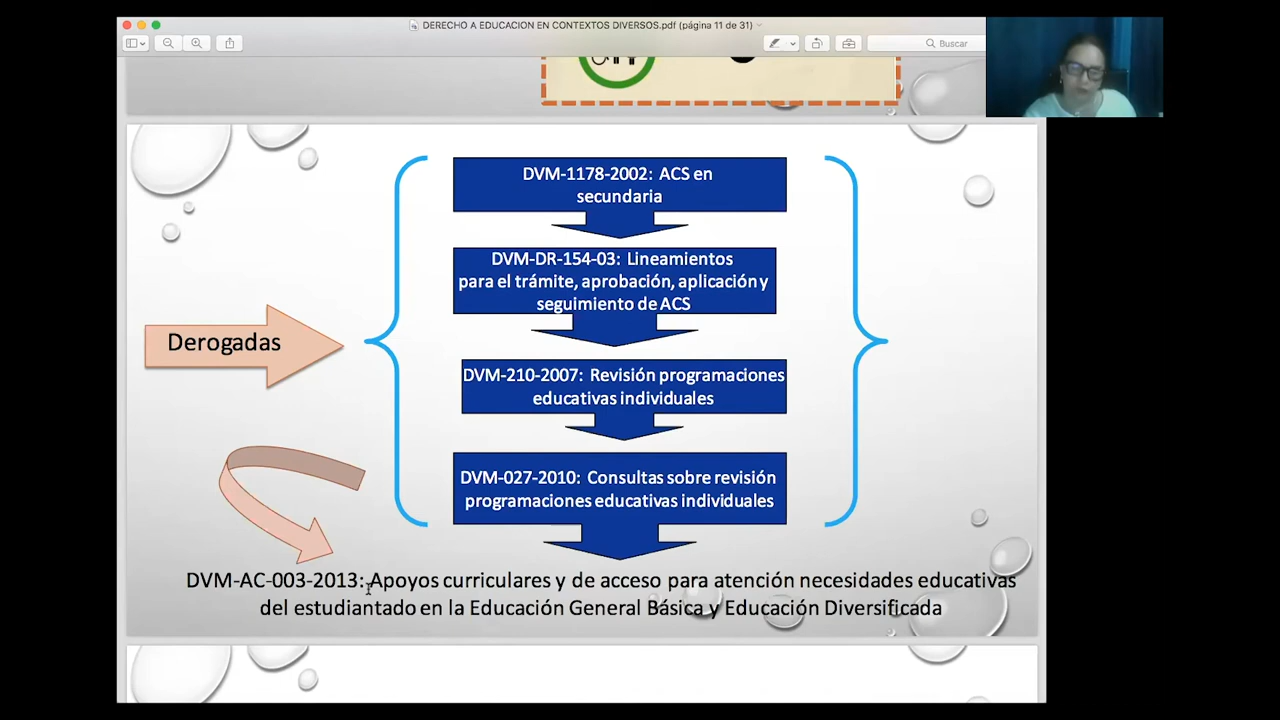 DERECHO A EDUCACION EN CONTEXTOS DIVERSOS.pdf (página 11 de 31)
Buscar
DVM-1178-2002: ACS en
secundaria
DVM-DR-154-03: Lineamientos
para el trámite, aprobación, aplicación y
seguimiento de ACS
Derogadas
DVM-210-2007: Revisión programaciones
educativas individuales
DVM-027-2010: Consultas sobre revisión
programaciones educativas individuales
DVM-AC-003-2013: Apoyos curriculares y de acceso para atención necesidades educativas
del estudiantado en la Educación General Básica y Educación Diversificada